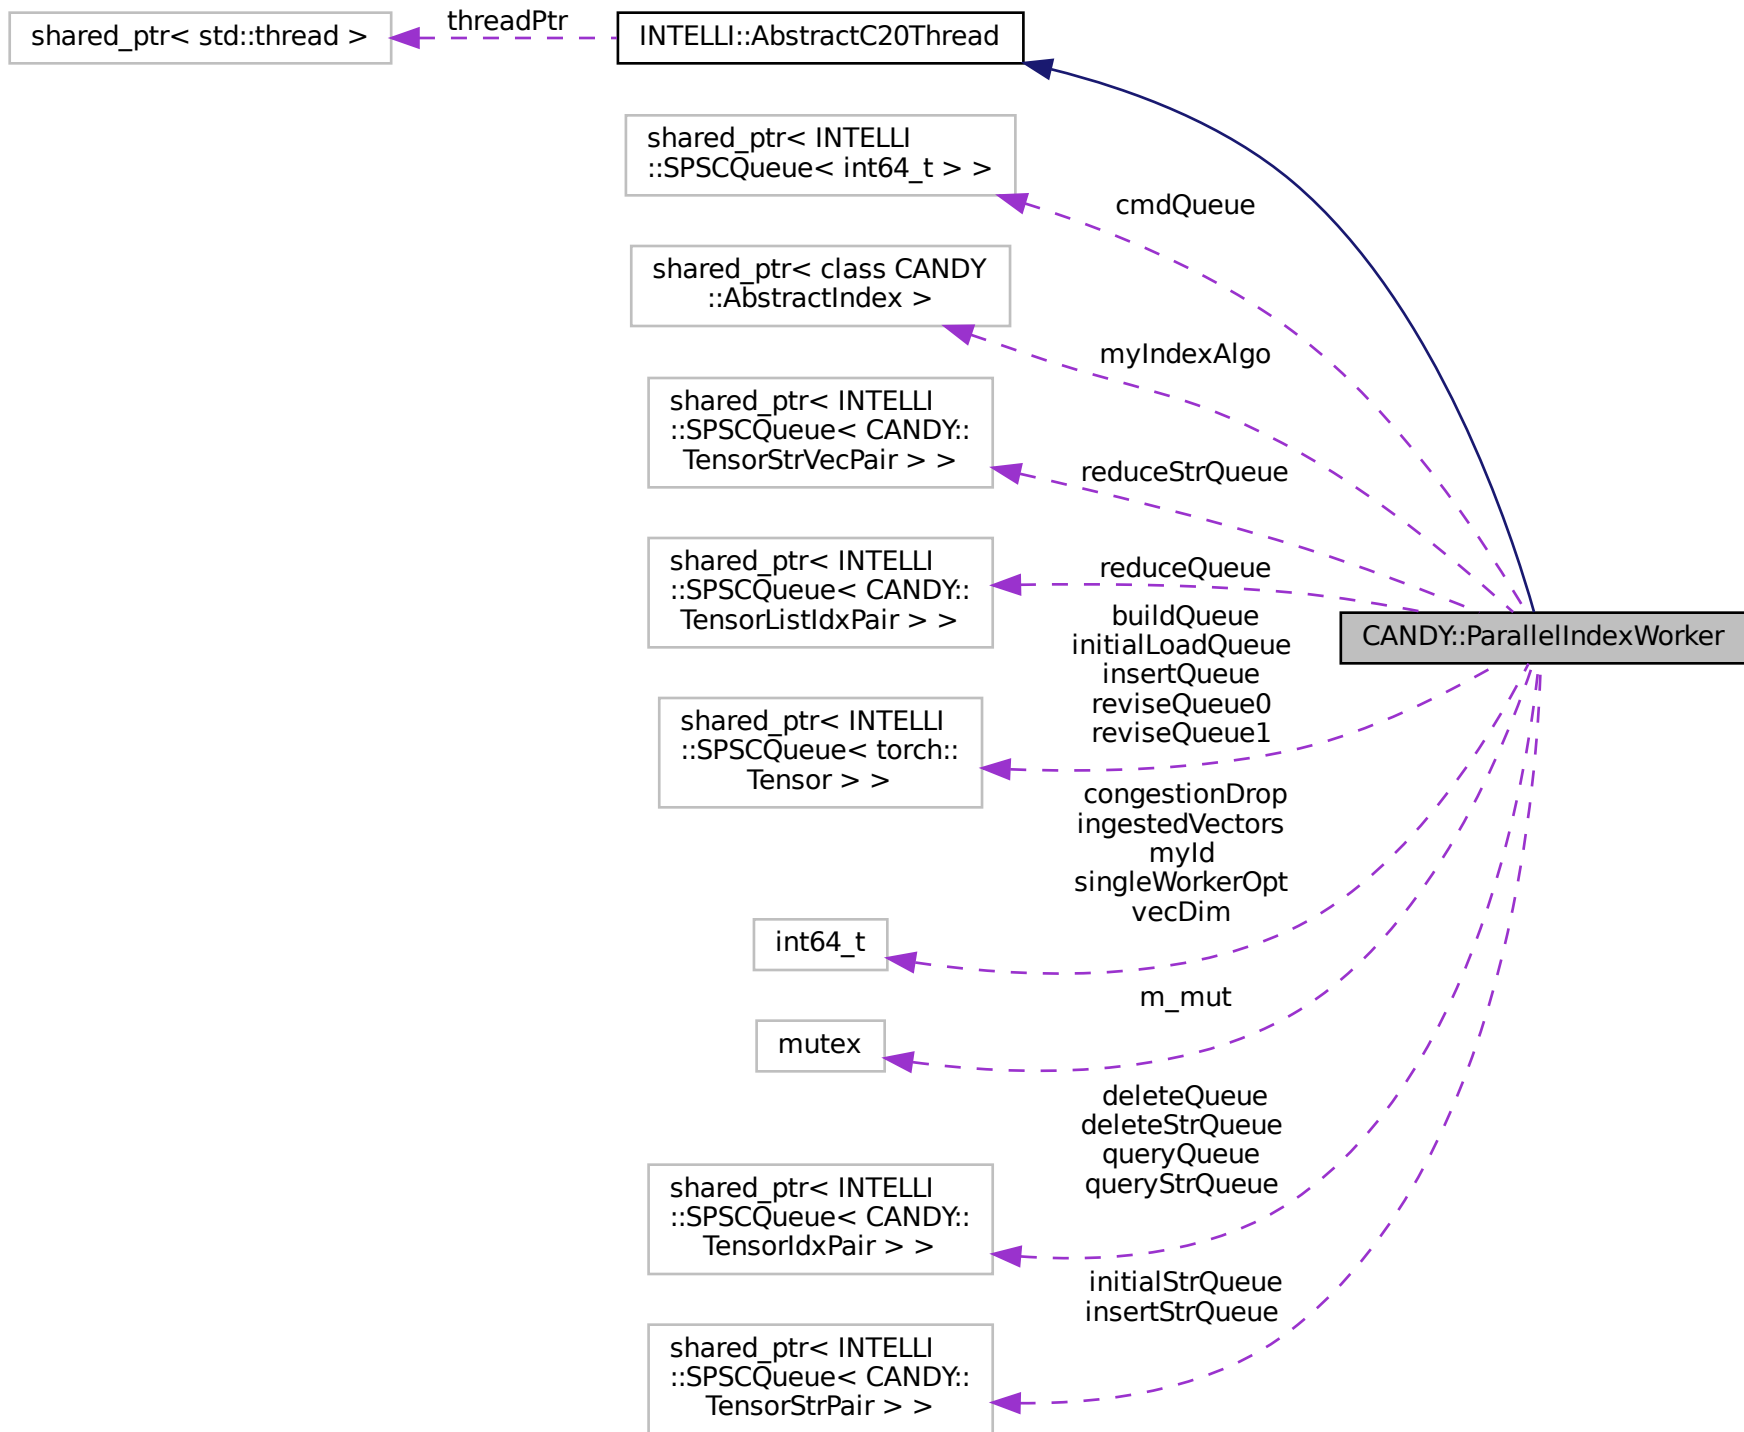 shared_ptr< std::thread >
threadPtr
INTELLI::AbstractC20Thread
shared_ptr< INTELLI
::SPSCQueue< int64_t > >
cmdQueue
shared_ptr< class CANDY
::AbstractIndex >
myIndexAlgo
shared_ptr< INTELLI
::SPSCQueue< CANDY::
TensorStrVecPair > >
reduceStrQueue
shared_ptr< INTELLI
::SPSCQueue< CANDY::
TensorListIdxPair > >
reduceQueue
CANDY::ParallelIndexWorker
buildQueue
initialLoadQueue
insertQueue
reviseQueue0
reviseQueue1
shared_ptr< INTELLI
::SPSCQueue< torch::
Tensor > >
congestionDrop
ingestedVectors
myId
singleWorkerOpt
vecDim
int64_t
m_mut
mutex
deleteQueue
deleteStrQueue
queryQueue
queryStrQueue
shared_ptr< INTELLI
::SPSCQueue< CANDY::
TensorIdxPair > >
initialStrQueue
insertStrQueue
shared_ptr< INTELLI
::SPSCQueue< CANDY::
TensorStrPair > >